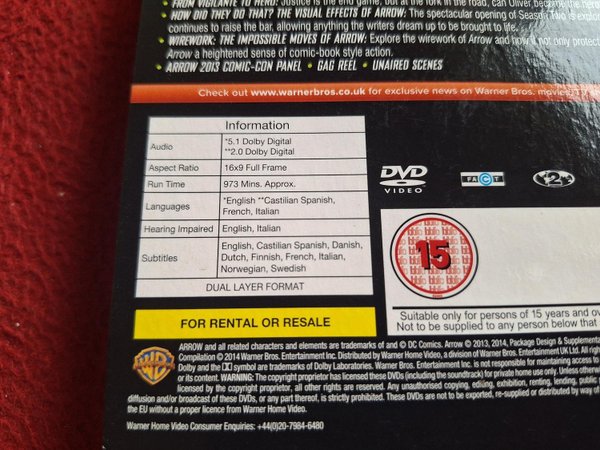 FROM VIGILANTE TO HERO: Justice is the end game, but at the fork in the road, can Oliver become the hero
• HOW DID THEY DO THAT? THE VISUAL EFFECTS OF ARROW: The spectacular opening of Season Two is explored
continues to raise the bar, allowing anything the writers dream up to be brought to life.
• WIREWORK: THE IMPOSSIBLE MOVES OF ARROW: Explore the wirework of Arrow and how it not only protect
Arrow a heightened sense of comic-book style action.
• ARROW 2013 COMIC-CON PANEL • GAG REEL • UNAIRED SCENES
Check out www.warnerbros.co.uk for exclusive news on Warner Bros. movies/TV
Information
Audio *5.1 Dolby Digital
**2.0 Dolby Digital
Aspect Ratio 16x9 Full Frame
Run Time 973 Mins. Approx.
Languages *English **Castilian Spanish,
French, Italian
Hearing Impaired English, Italian
Subtitles English, Castilian Spanish, Danish,
Dutch, Finnish, French, Italian,
Norwegian, Swedish
DUAL LAYER FORMAT
DVD
VIDEO
FACT
2
bbfc
15
Suitable only for persons of 15 years and ov
Not to be supplied to any person below that
FOR RENTAL OR RESALE
WB
ARROW and all related characters and elements are trademarks of and © DC Comics. Arrow © 2013, 2014, Package Design & Supplementa
Compilation © 2014 Warner Bros. Entertainment Inc. Distributed by Warner Home Video, a division of Warner Bros. Entertainment UK Ltd. All righ
Dolby and the DD symbol are trademarks of Dolby Laboratories. Warner Bros. Entertainment Inc. is not responsible for maintaining access to
or its content. WARNING: The copyright proprietor has licensed these DVDs (including the soundtrack) for private home use only. Unless otherw
licensed by the copyright proprietor, all other rights are reserved. Any unauthorised copying, editing, exhibition, renting, lending, public
diffusion and/or broadcast of these DVDs, or any part thereof, is strictly prohibited. These DVDs are not to be exported, re-supplied or distributed by way of
the EU without a proper licence from Warner Home Video.
Warner Home Video Consumer Enquiries: +44(0)20-7984-6480